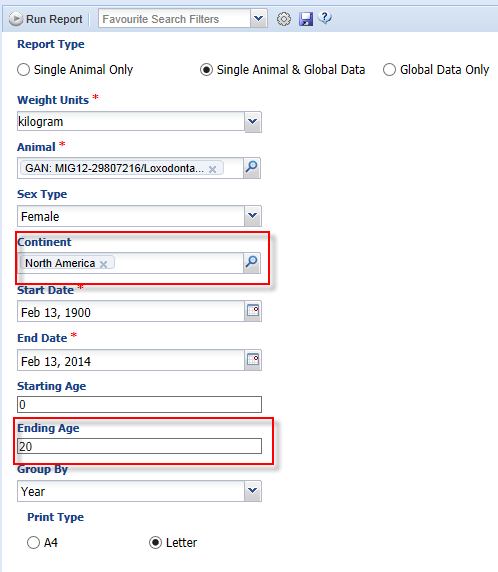 Run Report Favourite Search Filters
Report Type
Single Animal Only Single Animal & Global Data Global Data Only
Weight Units *
kilogram
Animal *
GAN: MIG12-29807216/Loxodonta... ×
Sex Type
Female
Continent
North America ×
Start Date *
Feb 13, 1900
End Date *
Feb 13, 2014
Starting Age
0
Ending Age
20
Group By
Year
Print Type
A4 Letter